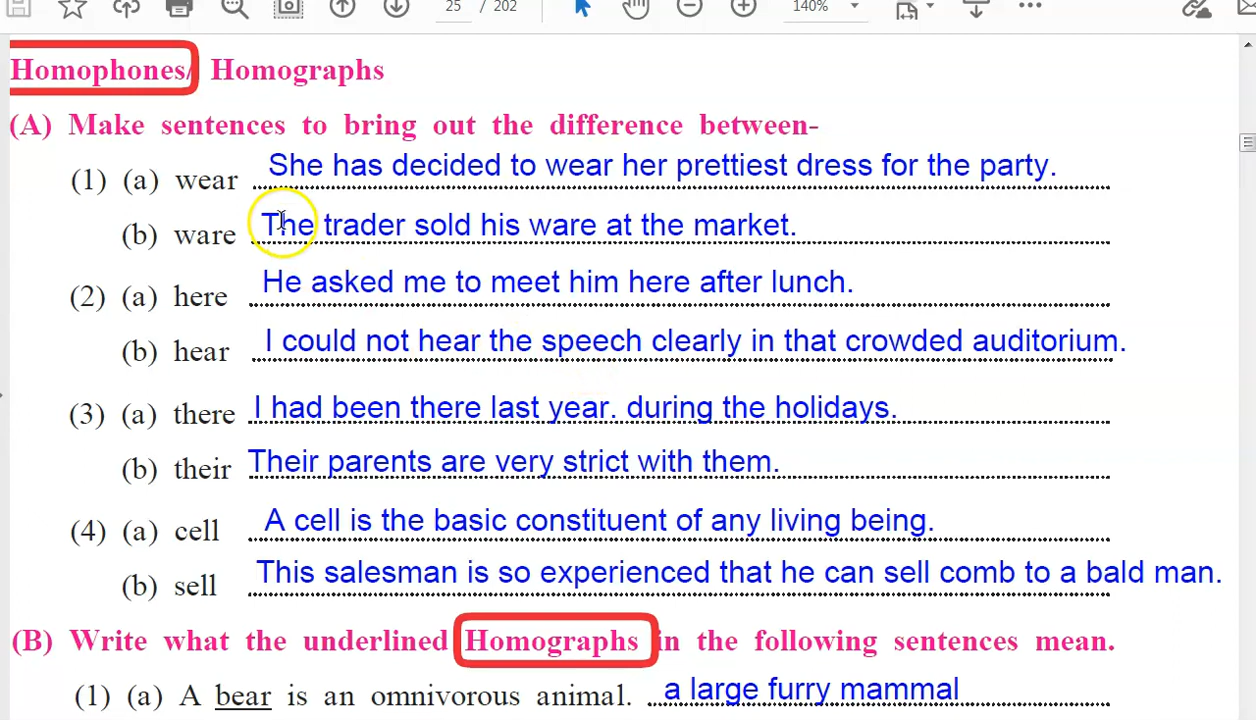 25 / 202 140%
Homophones/ Homographs
(A) Make sentences to bring out the difference between-
(1) (a) wear She has decided to wear her prettiest dress for the party.
(b) ware The trader sold his ware at the market.
(2) (a) here He asked me to meet him here after lunch.
(b) hear I could not hear the speech clearly in that crowded auditorium.
(3) (a) there I had been there last year. during the holidays.
(b) their Their parents are very strict with them.
(4) (a) cell A cell is the basic constituent of any living being.
(b) sell This salesman is so experienced that he can sell comb to a bald man.
(B) Write what the underlined Homographs in the following sentences mean.
(1) (a) A bear is an omnivorous animal. a large furry mammal